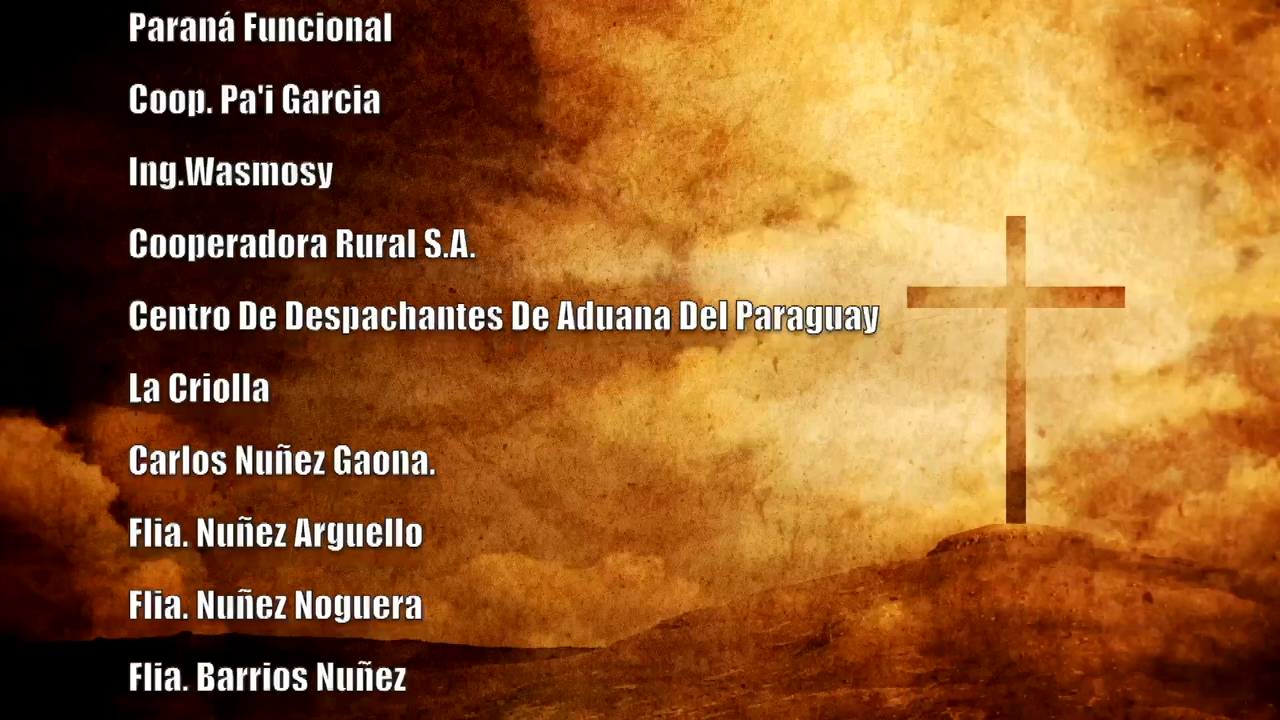 Paraná Funcional
Coop. Pa'i Garcia
Ing.Wasmosy
Cooperadora Rural S.A.
Centro De Despachantes De Aduana Del Paraguay
La Criolla
Carlos Nuñez Gaona.
Flia. Nuñez Arguello
Flia. Nuñez Noguera
Flia. Barrios Nuñez